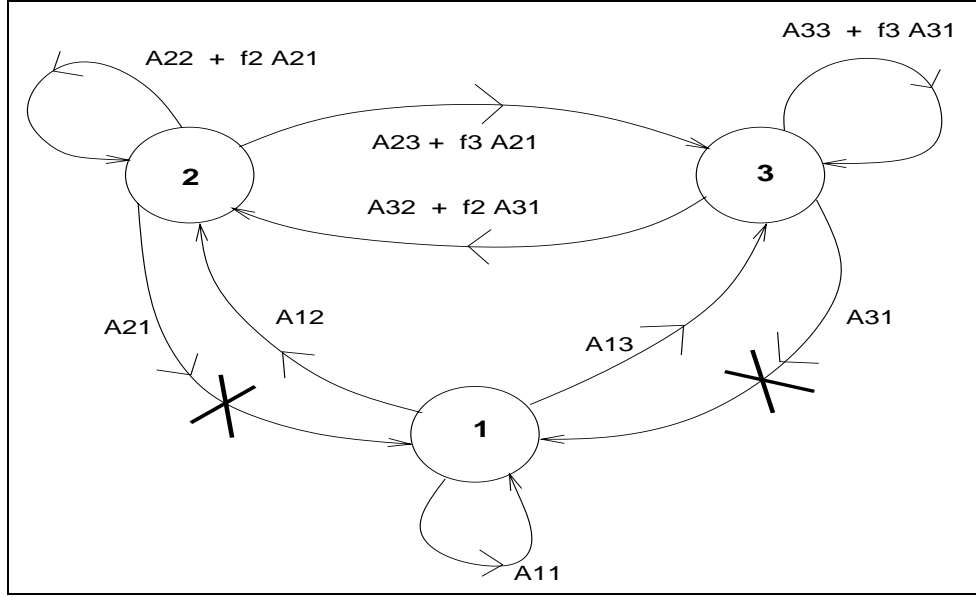 A33 + f3 A31
A22 + f2 A21
A23 + f3 A21
2
3
A32 + f2 A31
A21
A12
A13
A31
1
A11